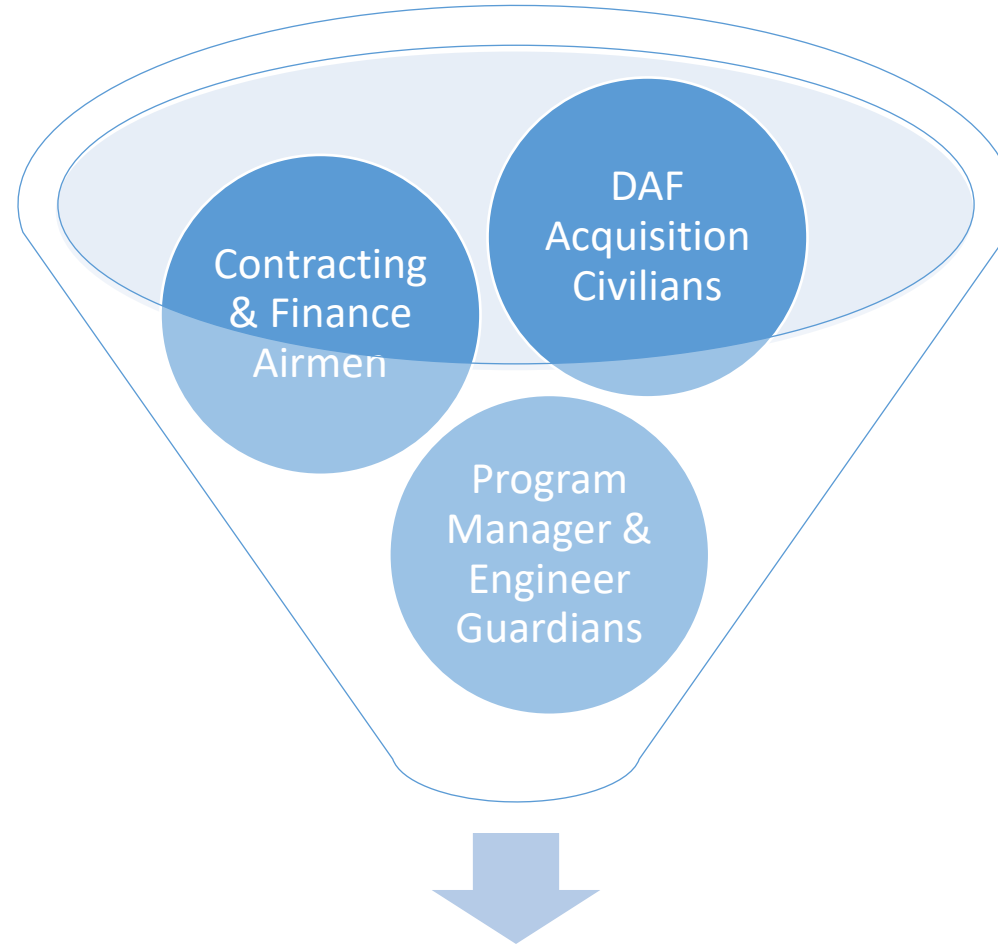 DAF
Acquisition
Civilians
Contracting
& Finance
Airmen
Program
Manager &
Engineer
Guardians